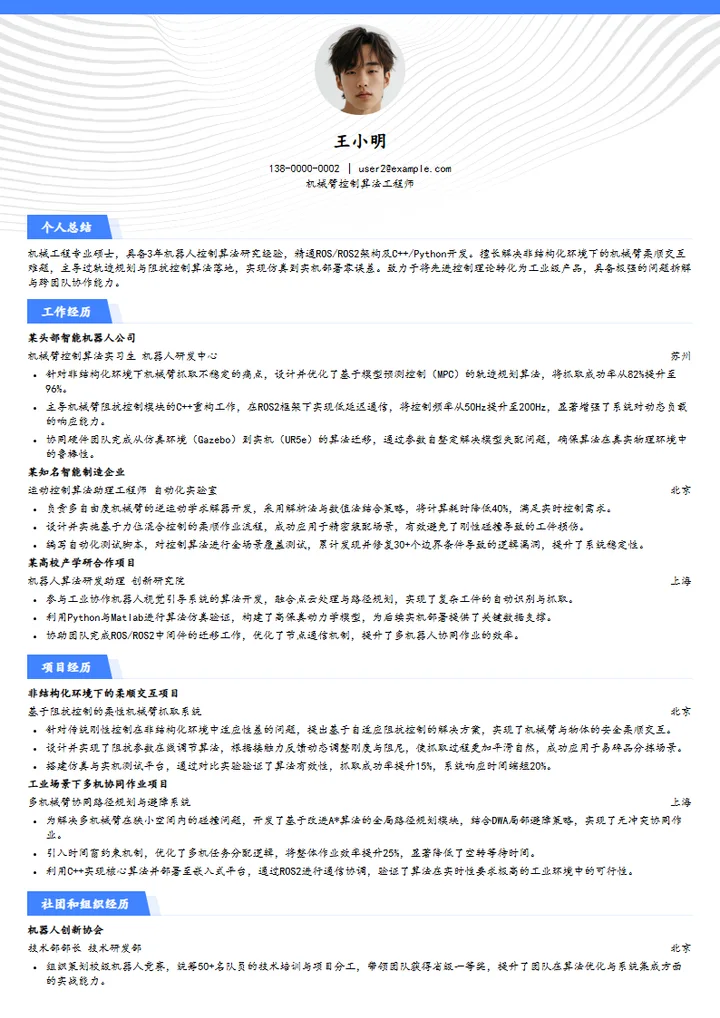 王小明
138-0000-0002 | user2@example.com
机械臂控制算法工程师
个人总结
机械工程专业硕士，具备3年机器人控制算法研究经验，精通ROS/ROS2架构及C++/Python开发。擅长解决非结构化环境下的机械臂柔顺交互
难题，主导过轨迹规划与阻抗控制算法落地，实现仿真到实机部署零误差。致力于将先进控制理论转化为工业级产品，具备极强的问题拆解
与跨团队协作能力。
工作经历
某头部智能机器人公司
机械臂控制算法实习生 机器人研发中心 苏州
• 针对非结构化环境下机械臂抓取不稳定的痛点，设计并优化了基于模型预测控制（MPC）的轨迹规划算法，将抓取成功率从82%提升至
96%。
• 主导机械臂阻抗控制模块的C++重构工作，在ROS2框架下实现低延迟通信，将控制频率从50Hz提升至200Hz，显著增强了系统对动态负载
的响应能力。
• 协同硬件团队完成从仿真环境（Gazebo）到实机（UR5e）的算法迁移，通过参数自整定解决模型失配问题，确保算法在真实物理环境中
的鲁棒性。
某知名智能制造企业
运动控制算法助理工程师 自动化实验室 北京
• 负责多自由度机械臂的逆运动学求解器开发，采用解析法与数值法结合策略，将计算耗时降低40%，满足实时控制需求。
• 设计并实施基于力位混合控制的柔顺作业流程，成功应用于精密装配场景，有效避免了刚性碰撞导致的工件损伤。
• 编写自动化测试脚本，对控制算法进行全场景覆盖测试，累计发现并修复30+个边界条件导致的逻辑漏洞，提升了系统稳定性。
某高校产学研合作项目
机器人算法研发助理 创新研究院 上海
• 参与工业协作机器人视觉引导系统的算法开发，融合点云处理与路径规划，实现了复杂工件的自动识别与抓取。
• 利用Python与Matlab进行算法仿真验证，构建了高保真动力学模型，为后续实机部署提供了关键数据支撑。
• 协助团队完成ROS/ROS2中间件的迁移工作，优化了节点通信机制，提升了多机器人协同作业的效率。
项目经历
非结构化环境下的柔顺交互项目
基于阻抗控制的柔性机械臂抓取系统 北京
• 针对传统刚性控制在非结构化环境中适应性差的问题，提出基于自适应阻抗控制的解决方案，实现了机械臂与物体的安全柔顺交互。
• 设计并实现了阻抗参数在线调节算法，根据接触力反馈动态调整刚度与阻尼，使抓取过程更加平滑自然，成功应用于易碎品分拣场景。
• 搭建仿真与实机测试平台，通过对比实验验证了算法有效性，抓取成功率提升15%，系统响应时间缩短20%。
工业场景下多机协同作业项目
多机械臂协同路径规划与避障系统 上海
• 为解决多机械臂在狭小空间内的碰撞问题，开发了基于改进A*算法的全局路径规划模块，结合DWA局部避障策略，实现了无冲突协同作
业。
• 引入时间窗约束机制，优化了多机任务分配逻辑，将整体作业效率提升25%，显著降低了空转等待时间。
• 利用C++实现核心算法并部署至嵌入式平台，通过ROS2进行通信协调，验证了算法在实时性要求极高的工业环境中的可行性。
社团和组织经历
机器人创新协会
技术部部长 技术研发部 北京
• 组织策划校级机器人竞赛，统筹50+名队员的技术培训与项目分工，带领团队获得省级一等奖，提升了团队在算法优化与系统集成方面
的实战能力。